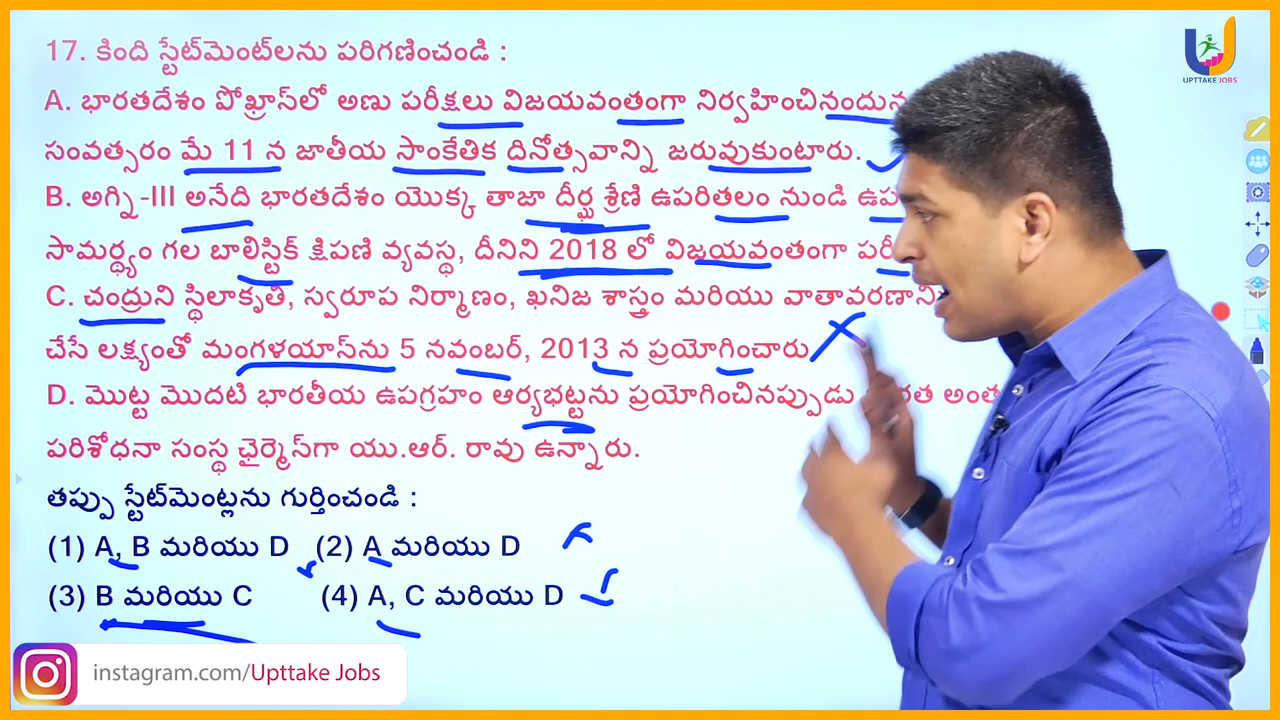 17. కింది స్టేట్‌మెంట్‌లను పరిగణించండి :
A. భారతదేశం పోఖ్రాన్‌లో అణు పరీక్షలు విజయవంతంగా
సంవత్సరం మే 11 న జాతీయ సాంకేతిక దినోత్సవాన్ని జరువుకుంటారు.
B. అగ్ని-III అనేది భారతదేశం యొక్క తాజా దీర్ఘ శ్రేణి ఉపరితలం నుండి
సామర్థ్యం గల బాలిస్టిక్ క్షిపణి వ్యవస్థ, దీనిని 2018 లో విజయవంతంగా
C. చంద్రుని స్థిలాకృతి, స్వరూప నిర్మాణం, ఖనిజ శాస్త్రం మరియు
చేసే లక్ష్యంతో మంగళయాన్‌ను 5 నవంబర్, 2013 న ప్రయోగించారు
D. మొట్ట మొదటి భారతీయ ఉపగ్రహం ఆర్యభట్టను ప్రయోగించినప్పుడు
పరిశోధనా సంస్థ ఛైర్మెన్‌గా యు.ఆర్. రావు ఉన్నారు.
తప్పు స్టేట్‌మెంట్లను గుర్తించండి :
(1) A, B మరియు D (2) A మరియు D
(3) B మరియు C (4) A, C మరియు D
instagram.com/Upttake Jobs
UPTTAKE JOBS